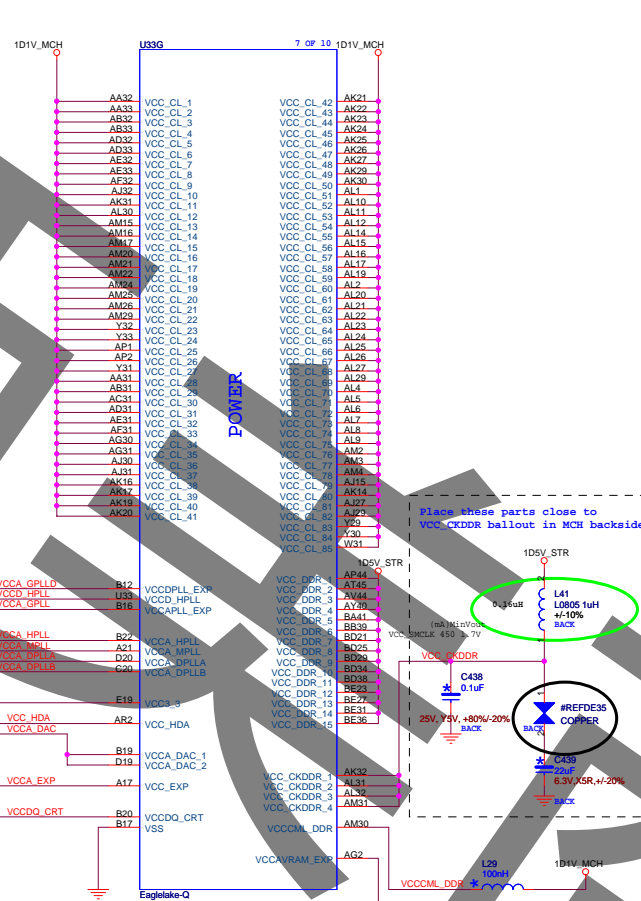 1D1V_MCH
U33G
7 OF 10
1D1V_MCH
AA32 VCC_CL_1
AA33 VCC_CL_2
AB32 VCC_CL_3
AB33 VCC_CL_4
AD32 VCC_CL_5
AD33 VCC_CL_6
AE32 VCC_CL_7
AE33 VCC_CL_8
AF32 VCC_CL_9
AJ32 VCC_CL_10
AK31 VCC_CL_11
AL30 VCC_CL_12
AM15 VCC_CL_13
AM16 VCC_CL_14
AM17 VCC_CL_15
AM20 VCC_CL_16
AM21 VCC_CL_17
AM22 VCC_CL_18
AM24 VCC_CL_19
AM25 VCC_CL_20
AM26 VCC_CL_21
AM29 VCC_CL_22
Y32 VCC_CL_23
Y33 VCC_CL_24
AP1 VCC_CL_25
AP2 VCC_CL_26
Y31 VCC_CL_27
AA31 VCC_CL_28
AB31 VCC_CL_29
AC31 VCC_CL_30
AD31 VCC_CL_31
AE31 VCC_CL_32
AF31 VCC_CL_33
AG30 VCC_CL_34
AG31 VCC_CL_35
AJ30 VCC_CL_36
AJ31 VCC_CL_37
AK16 VCC_CL_38
AK17 VCC_CL_39
AK19 VCC_CL_40
AK20 VCC_CL_41
POWER
VCC_CL_42 AK21
VCC_CL_43 AK22
VCC_CL_44 AK23
VCC_CL_45 AK24
VCC_CL_46 AK25
VCC_CL_47 AK26
VCC_CL_48 AK27
VCC_CL_49 AK29
VCC_CL_50 AK30
VCC_CL_51 AL1
VCC_CL_52 AL10
VCC_CL_53 AL11
VCC_CL_54 AL12
VCC_CL_55 AL14
VCC_CL_56 AL15
VCC_CL_57 AL16
VCC_CL_58 AL17
VCC_CL_59 AL19
VCC_CL_60 AL2
VCC_CL_61 AL20
VCC_CL_62 AL21
VCC_CL_63 AL22
VCC_CL_64 AL23
VCC_CL_65 AL24
VCC_CL_66 AL25
VCC_CL_67 AL26
VCC_CL_68 AL27
VCC_CL_69 AL29
VCC_CL_70 AL4
VCC_CL_71 AL5
VCC_CL_72 AL6
VCC_CL_73 AL7
VCC_CL_74 AL8
VCC_CL_75 AL9
VCC_CL_76 AM2
VCC_CL_77 AM3
VCC_CL_78 AM4
VCC_CL_79 AJ15
VCC_CL_80 AK14
VCC_CL_81 AJ27
VCC_CL_82 AJ29
VCC_CL_83 Y29
VCC_CL_84 Y30
VCC_CL_85 W31
1D5V_STR
VCCA_GPLLD B12 VCCDPLL_EXP
VCCD_HPLL U33 VCCD_HPLL
VCCA_GPLL B16 VCCAPLL_EXP
VCCA_HPLL B22 VCCA_HPLL
VCCA_MPLL A21 VCCA_MPLL
VCCA_DPLLA D20 VCCA_DPLLA
VCCA_DPLLB C20 VCCA_DPLLB
E19 VCC3_3
VCC_HDA AR2 VCC_HDA
VCCA_DAC
B19 VCCA_DAC_1
D19 VCCA_DAC_2
VCCA_EXP A17 VCC_EXP
VCCDQ_CRT B20 VCCDQ_CRT
B17 VSS
VCC_DDR_1 AP44
VCC_DDR_2 AT45
VCC_DDR_3 AV44
VCC_DDR_4 AY40
VCC_DDR_5 BA41
VCC_DDR_6 BB39
VCC_DDR_7 BD21
VCC_DDR_8 BD25
VCC_DDR_9 BD29
VCC_DDR_10 BD34
VCC_DDR_11 BD38
VCC_DDR_12 BE23
VCC_DDR_13 BE27
VCC_DDR_14 BE31
VCC_DDR_15 BE36
VCC_CKDDR_1 AK32
VCC_CKDDR_2 AL31
VCC_CKDDR_3 AL32
VCC_CKDDR_4 AM31
VCCCML_DDR AM30
VCCAVRAM_EXP AG2
Eaglelake-Q
Place these parts close to
VCC_CKDDR ballout in MCH backside
1D5V_STR
2
0.16uH
L41
L0805 1uH
+/-10%
BACK
1
(mA)MinVout
VCC_SMCLK 450 1.7V
VCC_CKDDR
* C438
0.1uF
25V, Y5V, +80%/-20%
BACK
1
#REFDE35
COPPER
BACK
2
* C439
22uF
6.3V,X5R,+/-20%
BACK
VCCCML_DDR
* L29
100nH
1D1V_MCH